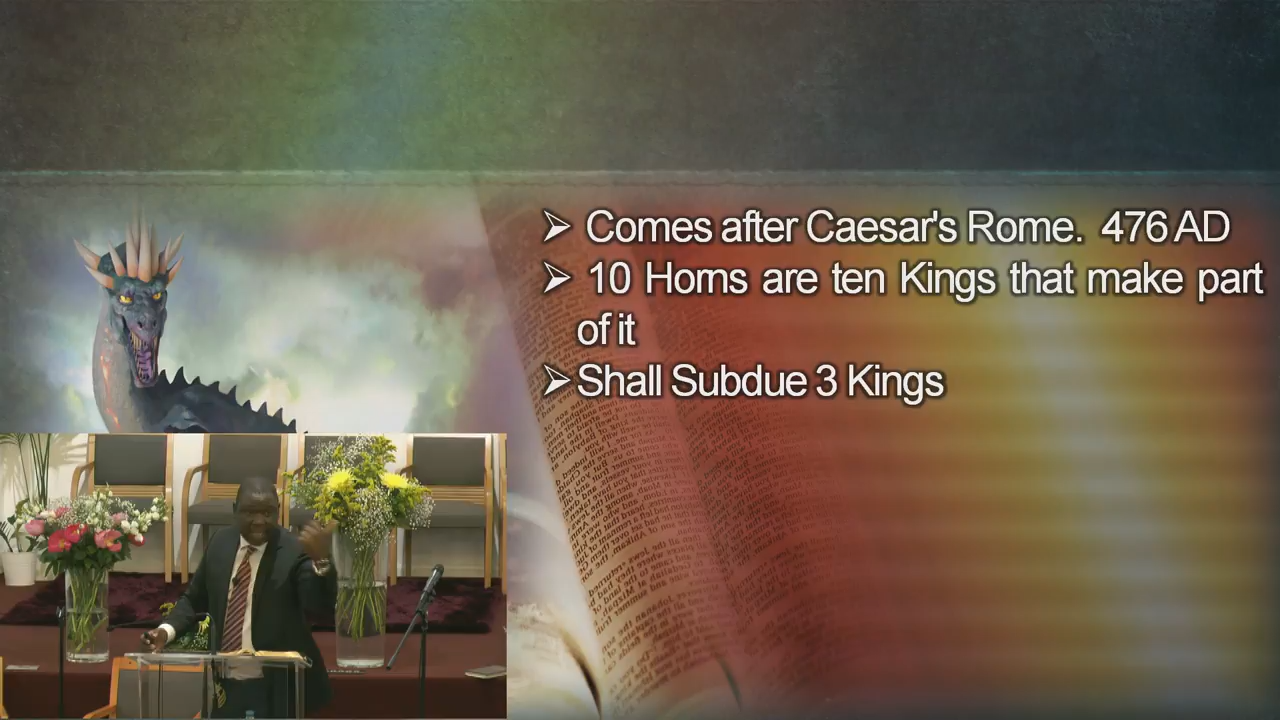 Comes after Caesar's Rome. 476 AD
10 Horns are ten Kings that make part
of it
Shall Subdue 3 Kings